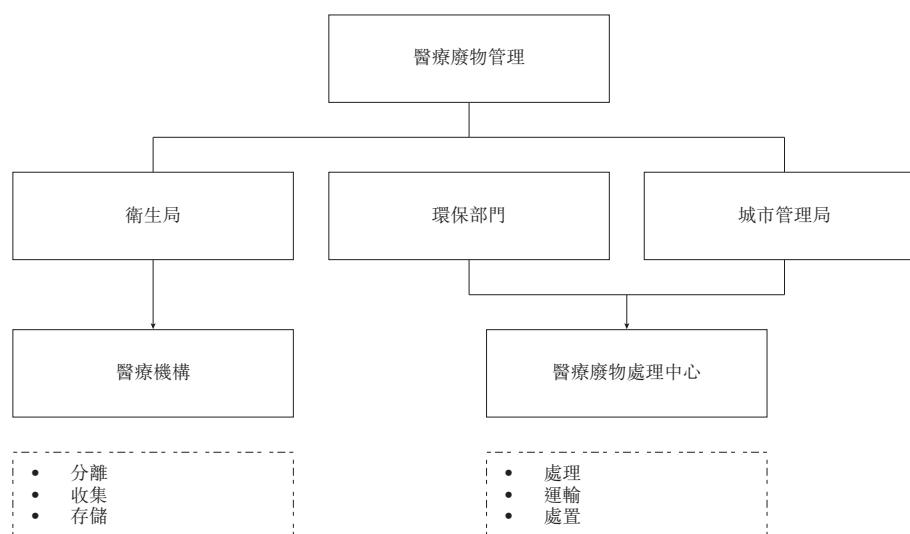 醫療廢物管理
衛生局
環保部門
城市管理局
醫療機構
醫療廢物處理中心
• 分離
• 收集
• 存儲
• 處理
• 運輸
• 處置